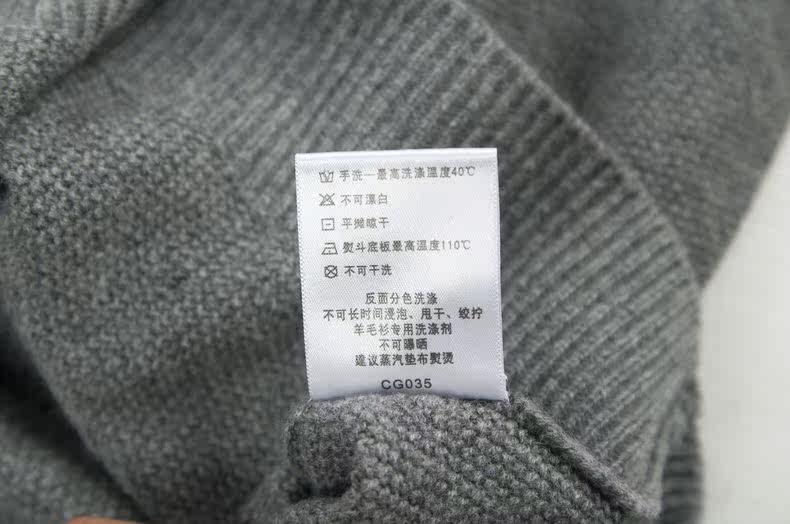 手洗—最高洗涤温度40℃
不可漂白
平摊晾干
熨斗底板最高温度110℃
不可干洗
反面分色洗涤
不可长时间浸泡、甩干、绞拧
羊毛衫专用洗涤剂
不可曝晒
建议蒸汽垫布熨烫
CG035